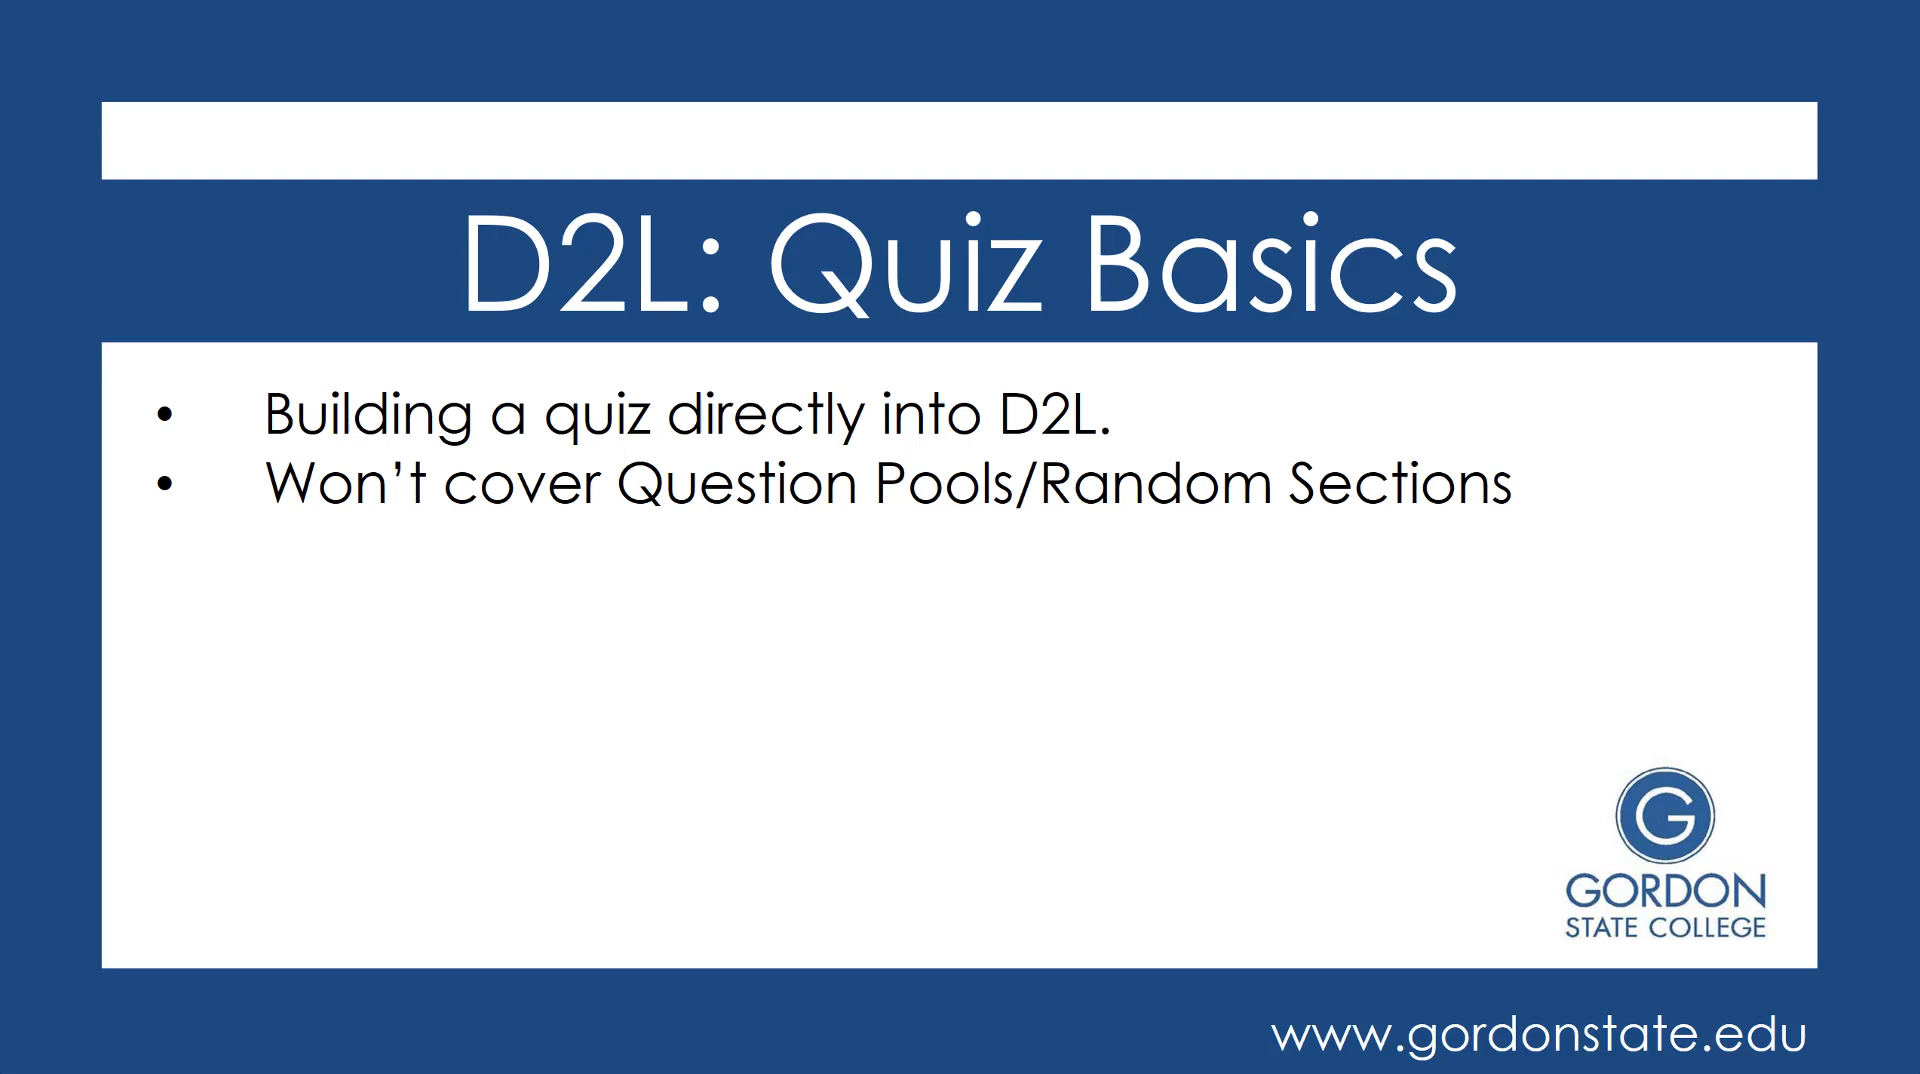 D2L: Quiz Basics
• Building a quiz directly into D2L.
• Won’t cover Question Pools/Random Sections
G
GORDON
STATE COLLEGE
www.gordonstate.edu